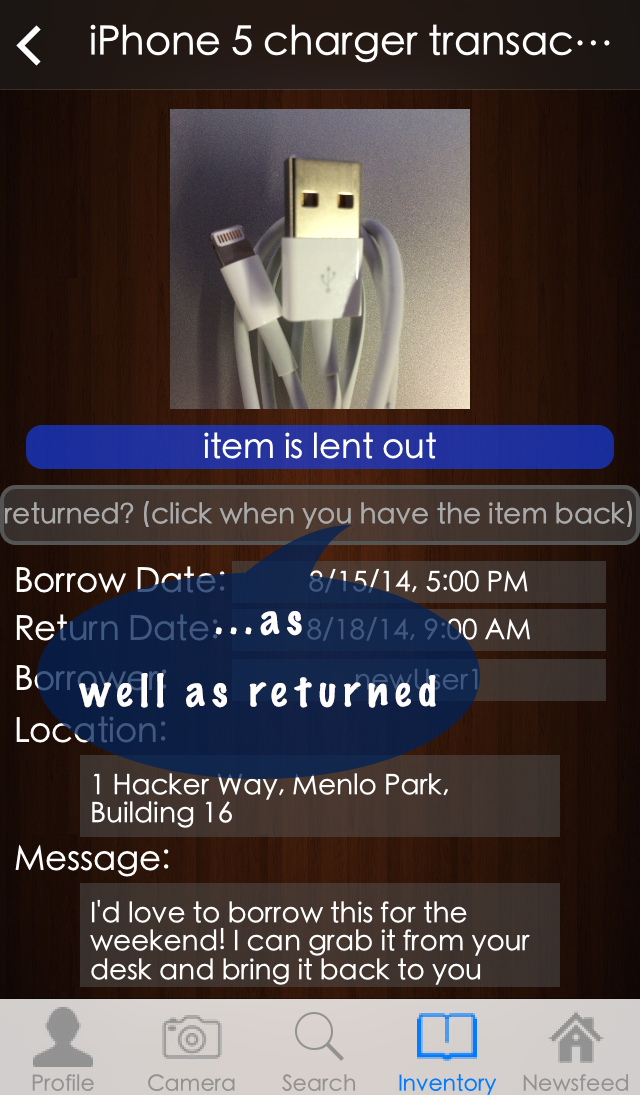 iPhone 5 charger transac···
item is lent out
returned? (click when you have the item back)
Borrow Date: 8/15/14, 5:00 PM
Return Date: 8/18/14, 9:00 AM
...as
Borrower: newUser1
well as returned
Location:
1 Hacker Way, Menlo Park,
Building 16
Message:
I'd love to borrow this for the
weekend! I can grab it from your
desk and bring it back to you
Profile Camera Search Inventory Newsfeed